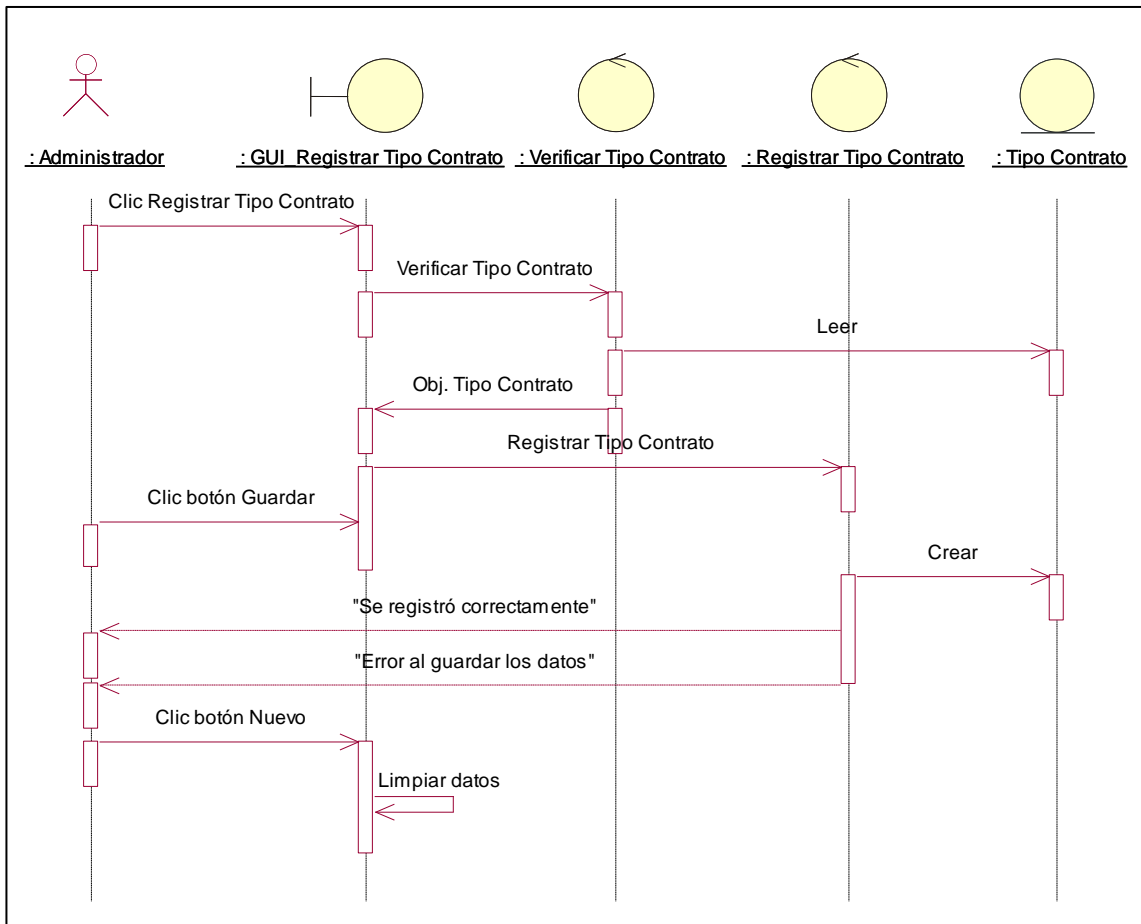 : Administrador
: GUI_Registrar Tipo Contrato
: Verificar Tipo Contrato
: Registrar Tipo Contrato
: Tipo Contrato
Clic Registrar Tipo Contrato
Verificar Tipo Contrato
Leer
Obj. Tipo Contrato
Registrar Tipo Contrato
Clic botón Guardar
Crear
"Se registró correctamente"
"Error al guardar los datos"
Clic botón Nuevo
Limpiar datos